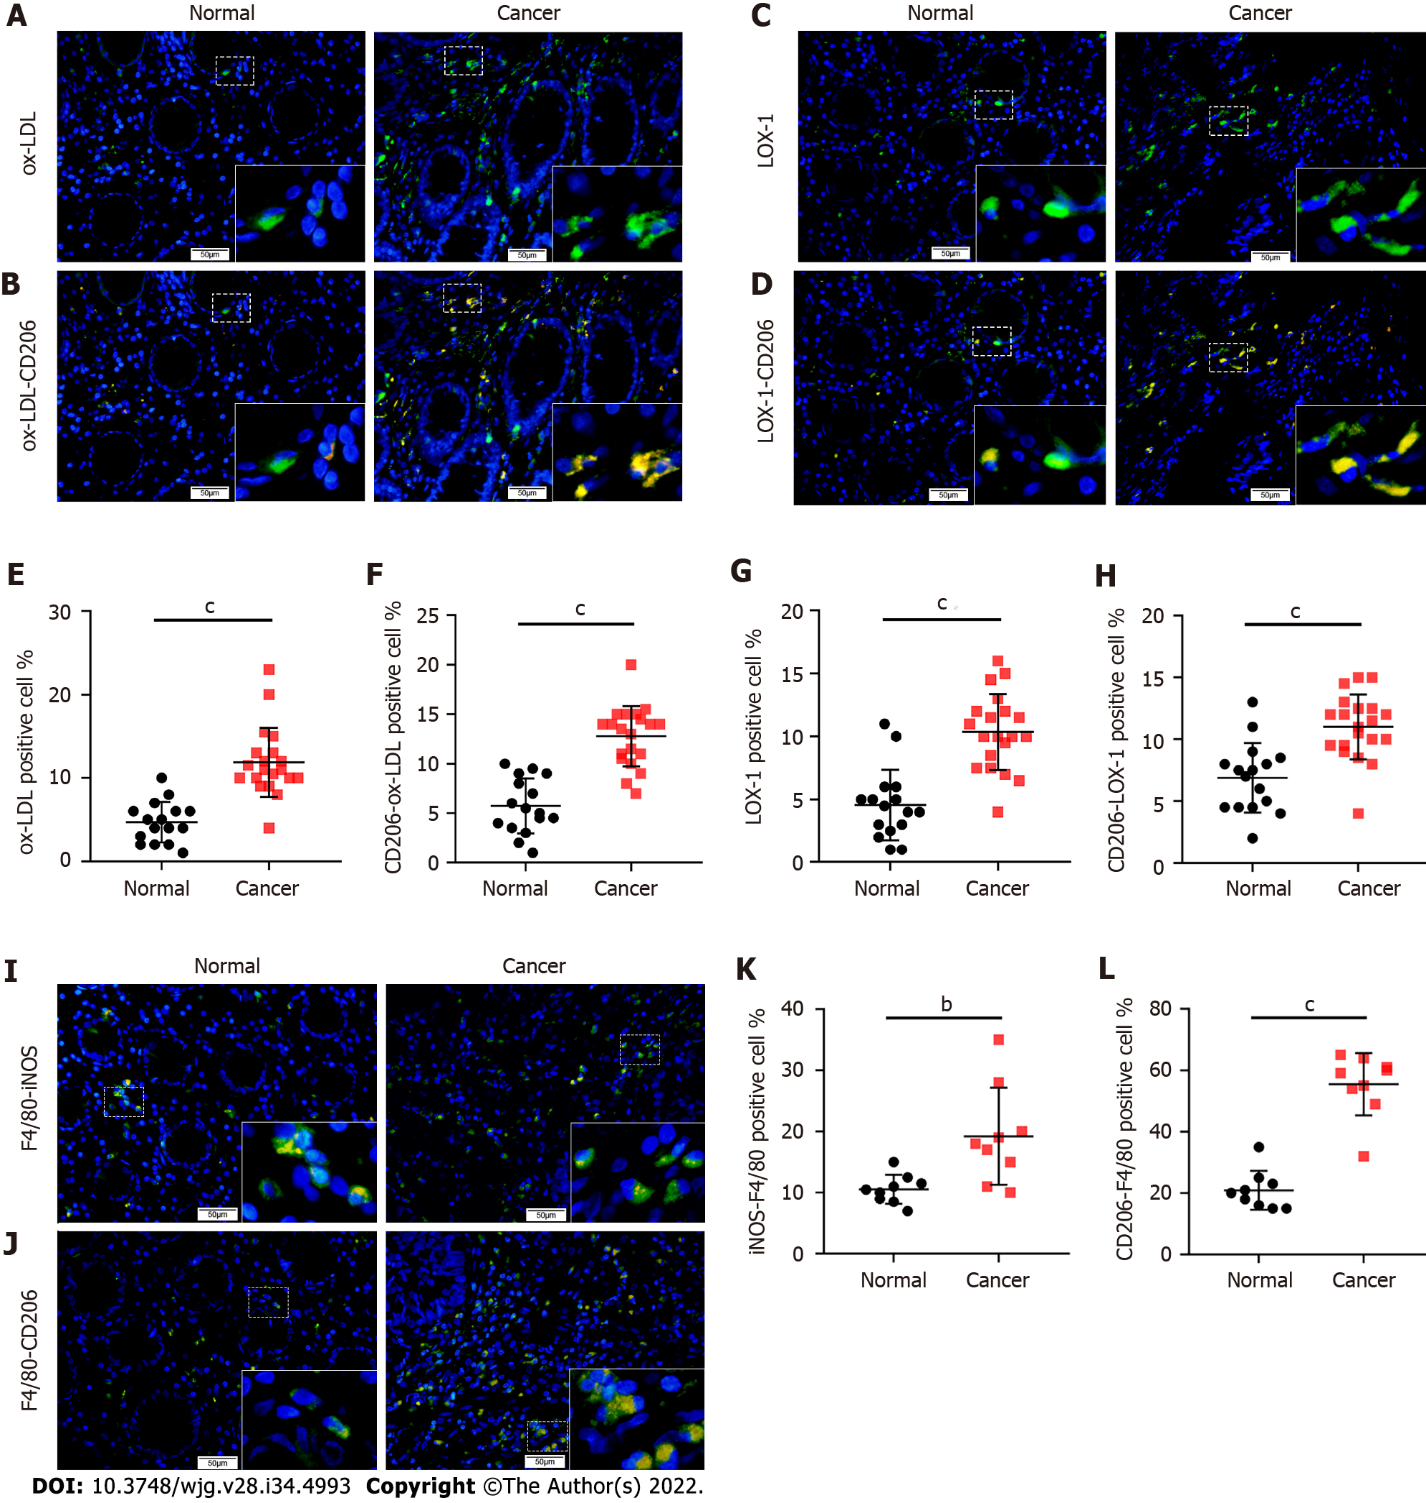 A Normal Cancer
ox-LDL
50µm 50µm
B
ox-LDL-CD206
50µm 50µm
C Normal Cancer
LOX-1
50µm 50µm
D
LOX-1-CD206
50µm 50µm
E
ox-LDL positive cell %
c
30
20
10
0
Normal Cancer
F
CD206-ox-LDL positive cell %
c
25
20
15
10
5
0
Normal Cancer
G
LOX-1 positive cell %
c
20
15
10
5
0
Normal Cancer
H
CD206-LOX-1 positive cell %
c
20
15
10
5
0
Normal Cancer
I Normal Cancer
F4/80-iNOS
50µm 50µm
J
F4/80-CD206
50µm 50µm
K
iNOS-F4/80 positive cell %
b
40
30
20
10
0
Normal Cancer
L
CD206-F4/80 positive cell %
c
80
60
40
20
0
Normal Cancer
DOI: 10.3748/wjg.v28.i34.4993 Copyright ©The Author(s) 2022.